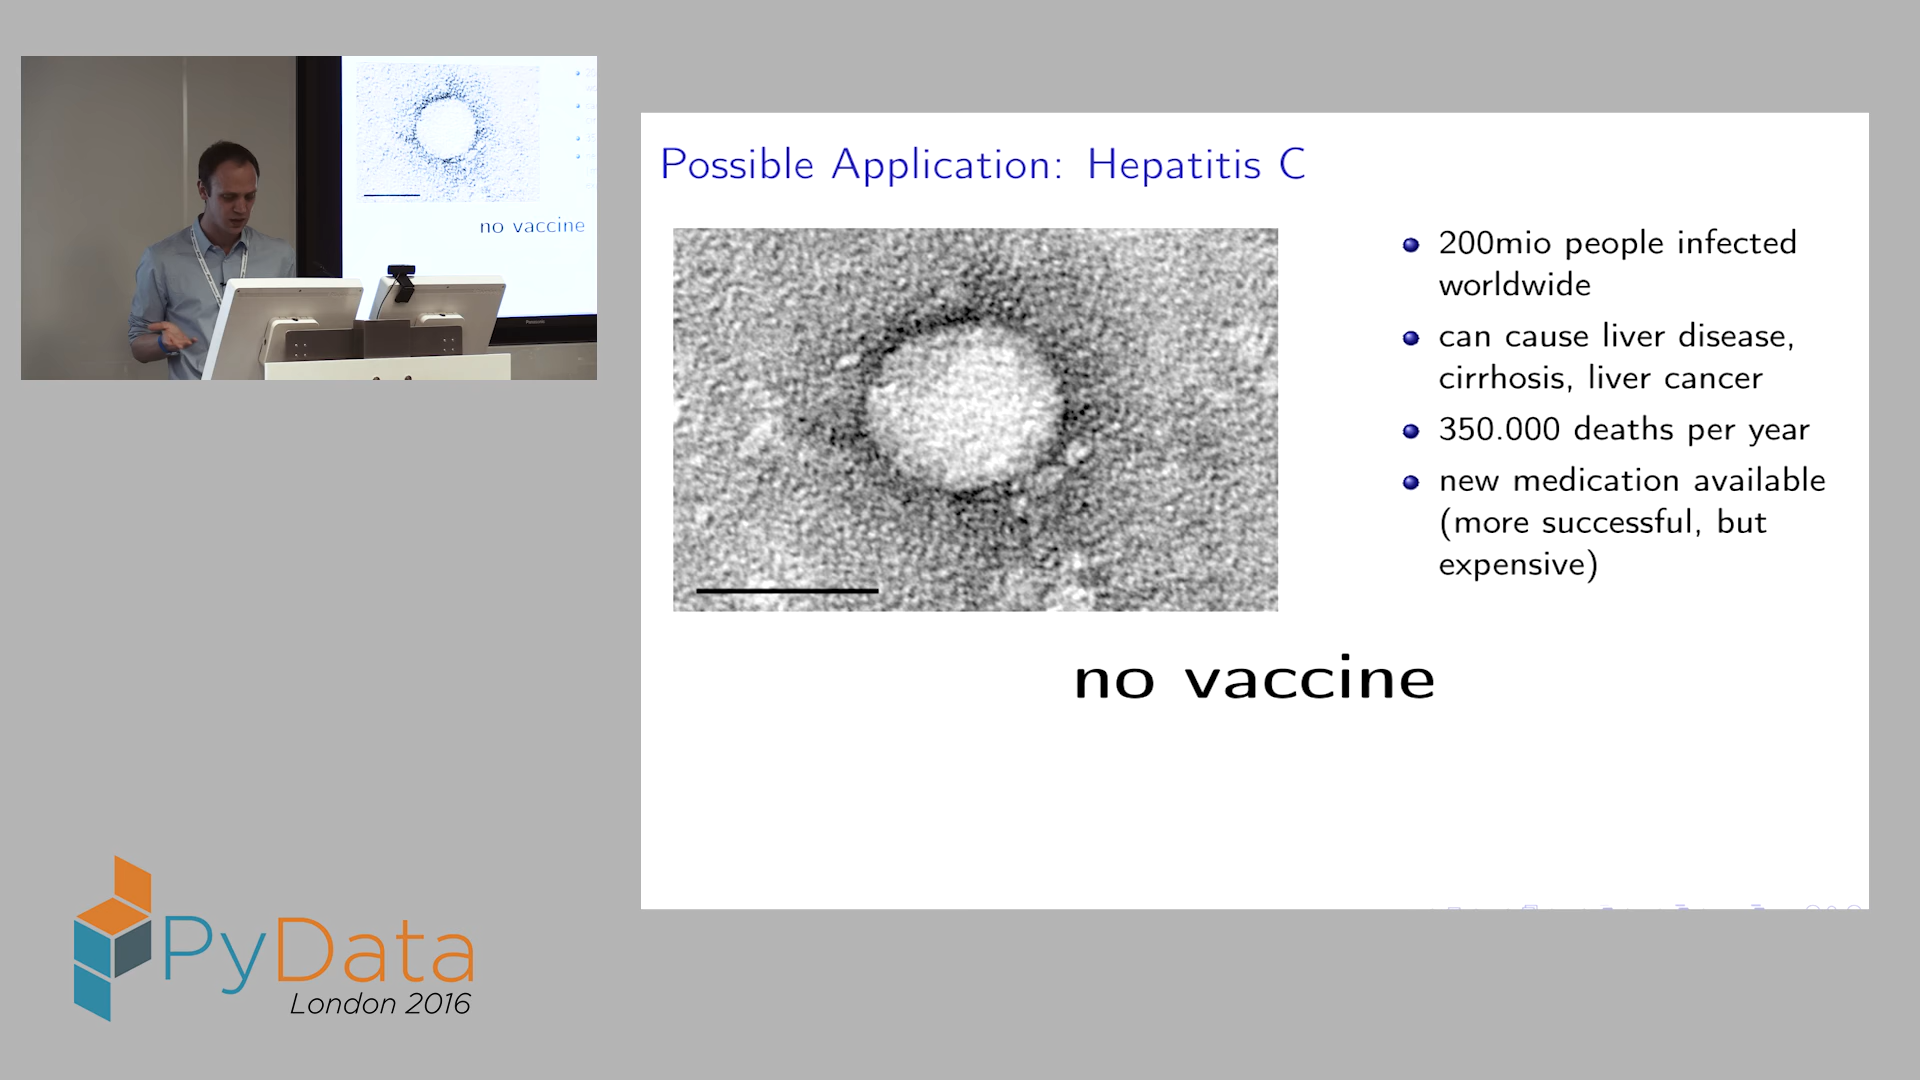 no vaccine
Possible Application: Hepatitis C
200mio people infected
worldwide
can cause liver disease,
cirrhosis, liver cancer
350.000 deaths per year
new medication available
(more successful, but
expensive)
no vaccine
PyData
London 2016